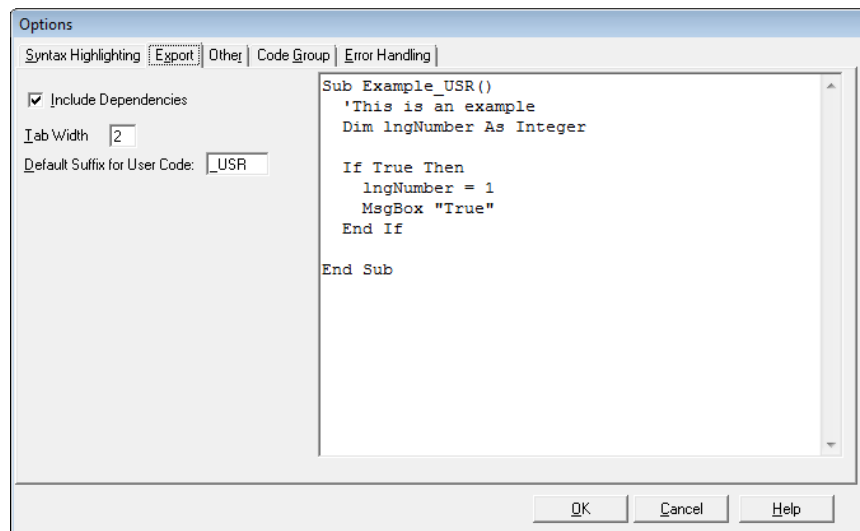 Options
Syntax Highlighting Export Other Code Group Error Handling
Include Dependencies
Tab Width 2
Default Suffix for User Code: _USR
Sub Example_USR()
  'This is an example
  Dim lngNumber As Integer

  If True Then
    lngNumber = 1
    MsgBox "True"
  End If

End Sub
OK Cancel Help